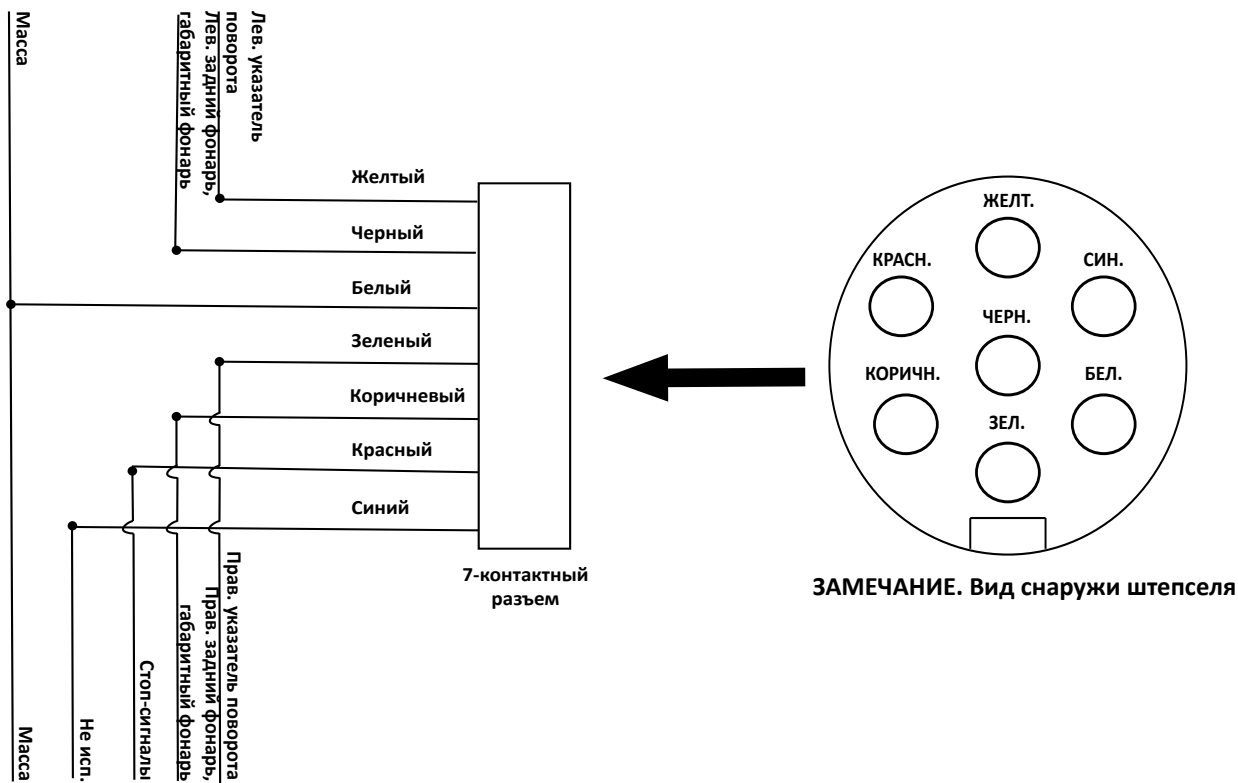 Масса
Лев. указатель
поворота
Лев. задний фонарь,
габаритный фонарь
Желтый
Черный
Белый
Зеленый
Коричневый
Красный
Синий
7-контактный
разъем
Прав. указатель поворота
Прав. задний фонарь,
габаритный фонарь
Стоп-сигналы
Не исп.
Масса
ЖЕЛТ.
КРАСН.
СИН.
ЧЕРН.
КОРИЧН.
БЕЛ.
ЗЕЛ.
ЗАМЕЧАНИЕ. Вид снаружи штепселя